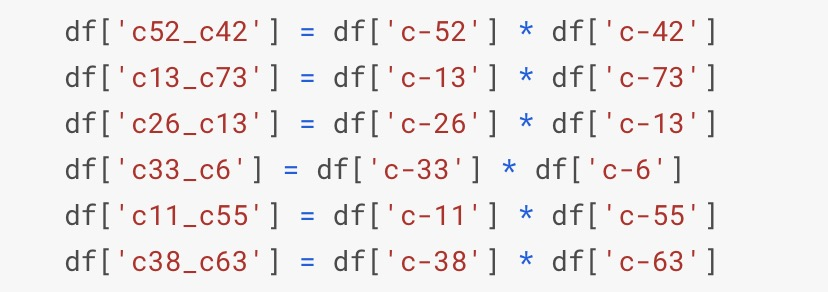 df['c52_c42'] = df['c-52'] * df['c-42']
df['c13_c73'] = df['c-13'] * df['c-73']
df['c26_c13'] = df['c-26'] * df['c-13']
df['c33_c6'] = df['c-33'] * df['c-6']
df['c11_c55'] = df['c-11'] * df['c-55']
df['c38_c63'] = df['c-38'] * df['c-63']